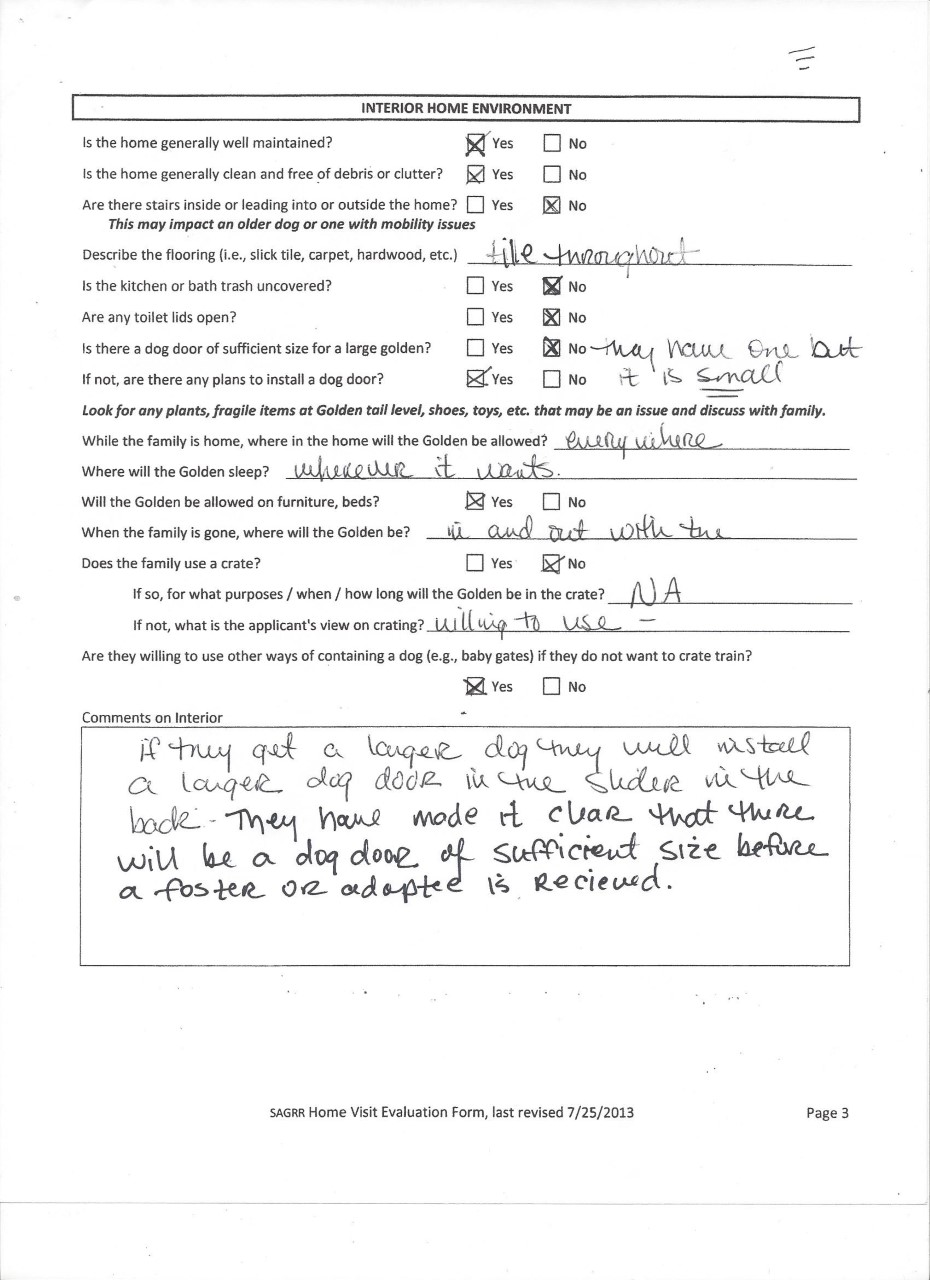 INTERIOR HOME ENVIRONMENT
Is the home generally well maintained? ☒ Yes ☐ No
Is the home generally clean and free of debris or clutter? ☒ Yes ☐ No
Are there stairs inside or leading into or outside the home? ☐ Yes ☒ No
This may impact an older dog or one with mobility issues
Describe the flooring (i.e., slick tile, carpet, hardwood, etc.) tile throughout
Is the kitchen or bath trash uncovered? ☐ Yes ☒ No
Are any toilet lids open? ☐ Yes ☒ No
Is there a dog door of sufficient size for a large golden? ☐ Yes ☒ No - They have one but
If not, are there any plans to install a dog door? ☒ Yes ☐ No it is small
Look for any plants, fragile items at Golden tail level, shoes, toys, etc. that may be an issue and discuss with family.
While the family is home, where in the home will the Golden be allowed? everywhere
Where will the Golden sleep? wherever it wants.
Will the Golden be allowed on furniture, beds? ☒ Yes ☐ No
When the family is gone, where will the Golden be? in and out with the
Does the family use a crate? ☐ Yes ☒ No
If so, for what purposes / when / how long will the Golden be in the crate? NA
If not, what is the applicant's view on crating? willing to use -
Are they willing to use other ways of containing a dog (e.g., baby gates) if they do not want to crate train?
☒ Yes ☐ No
Comments on Interior
if they get a larger dog they will install
a larger dog door in the slider in the
back - They have made it clear that there
will be a dog door of sufficient size before
a foster or adoptee is recieved.
SAGRR Home Visit Evaluation Form, last revised 7/25/2013 Page 3